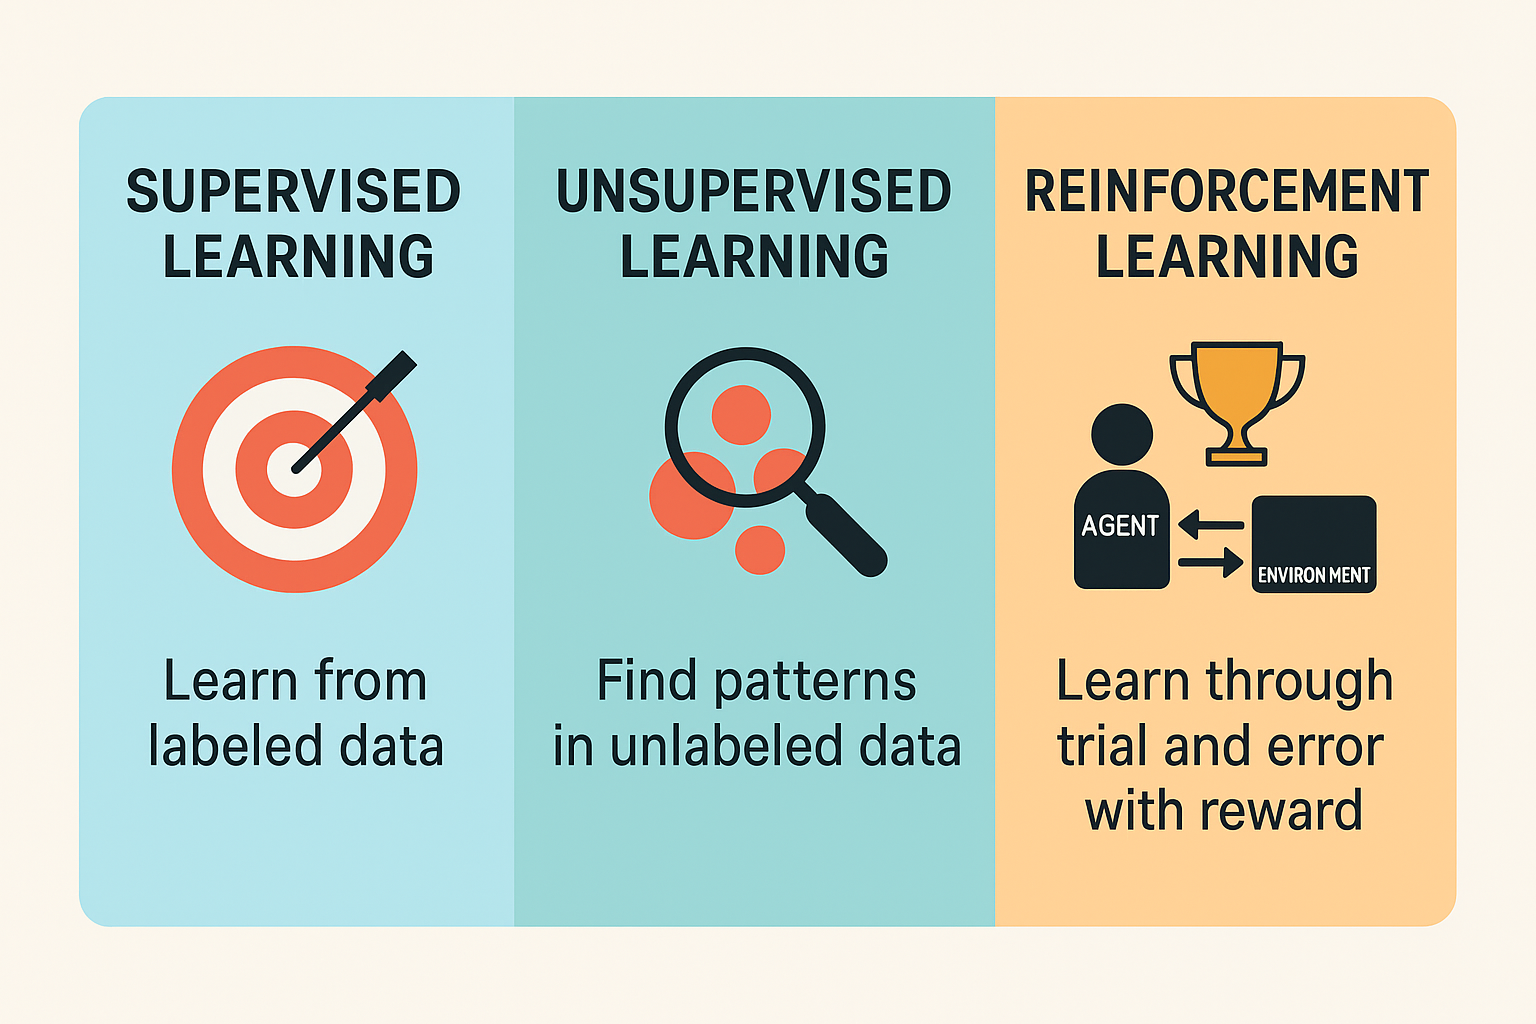 SUPERVISED
LEARNING
Learn from
labeled data
UNSUPERVISED
LEARNING
Find patterns
in unlabeled data
REINFORCEMENT
LEARNING
AGENT
ENVIRON MENT
Learn through
trial and error
with reward